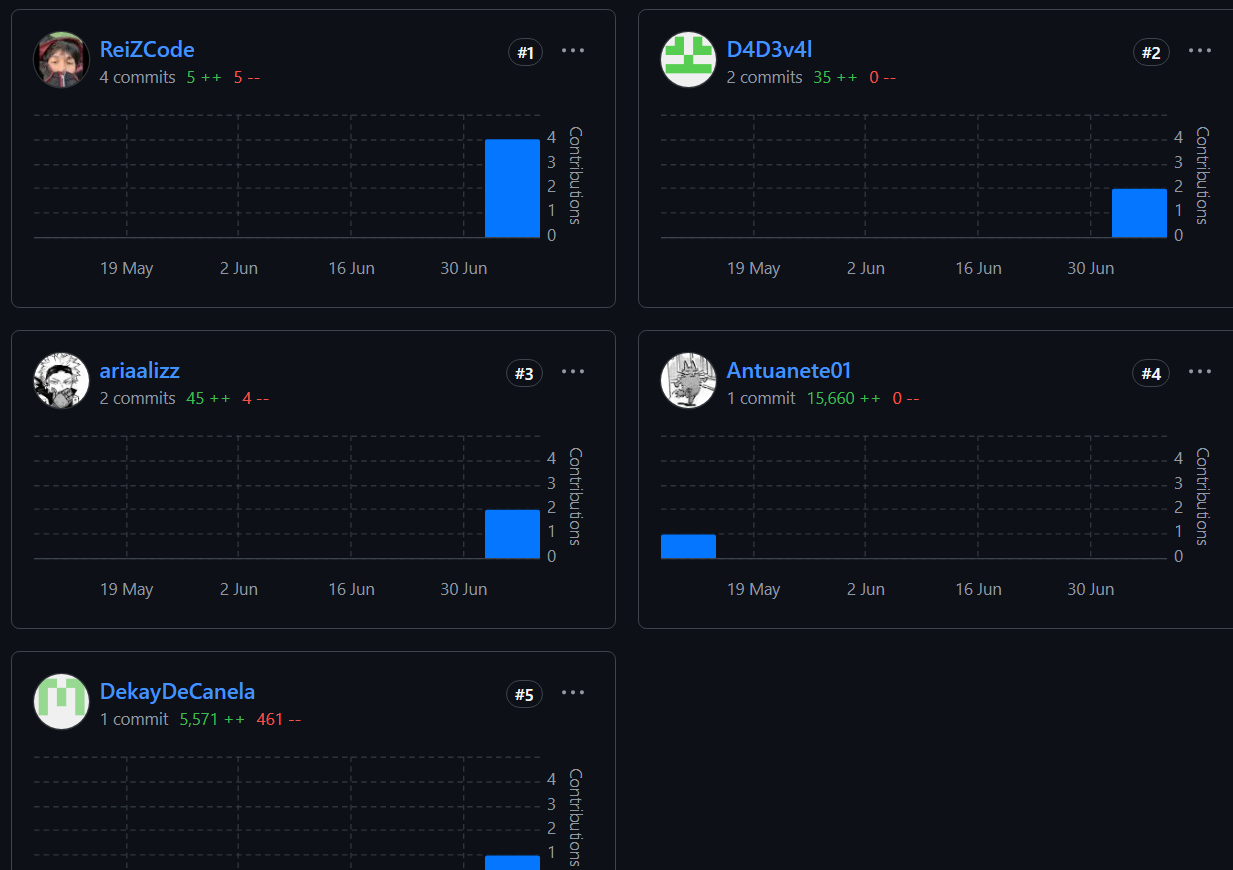 ReiZCode #1
4 commits 5 ++ 5 --
4
3
2
1
0
Contributions
19 May 2 Jun 16 Jun 30 Jun
D4D3v4l #2
2 commits 35 ++ 0 --
4
3
2
1
0
Contributions
19 May 2 Jun 16 Jun 30 Jun
ariaalizz #3
2 commits 45 ++ 4 --
4
3
2
1
0
Contributions
19 May 2 Jun 16 Jun 30 Jun
Antuanete01 #4
1 commit 15,660 ++ 0 --
4
3
2
1
0
Contributions
19 May 2 Jun 16 Jun 30 Jun
DekayDeCanela #5
1 commit 5,571 ++ 461 --
4
3
2
1
Contributions